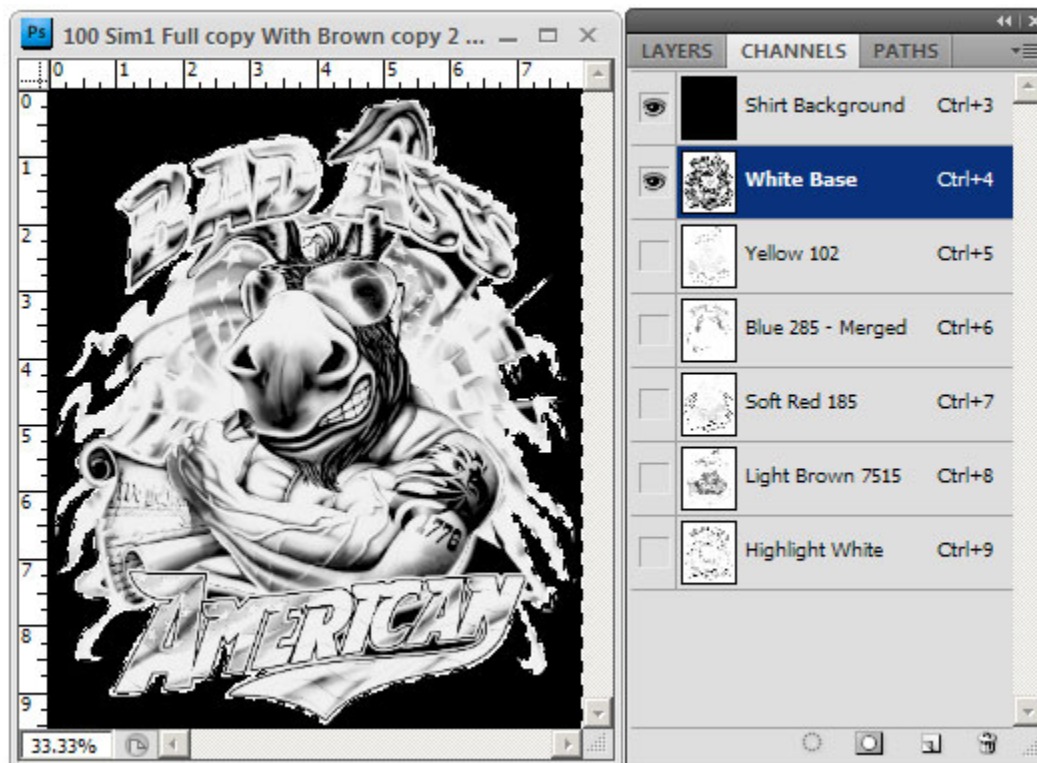 Ps 100 Sim1 Full copy With Brown copy 2 ...
0 1 2 3 4 5 6 7
0
1
2
3
4
5
6
7
8
9
BAD ASS
We the
1776
AMERICAN
33.33%
LAYERS CHANNELS PATHS
Shirt Background Ctrl+3
White Base Ctrl+4
Yellow 102 Ctrl+5
Blue 285 - Merged Ctrl+6
Soft Red 185 Ctrl+7
Light Brown 7515 Ctrl+8
Highlight White Ctrl+9